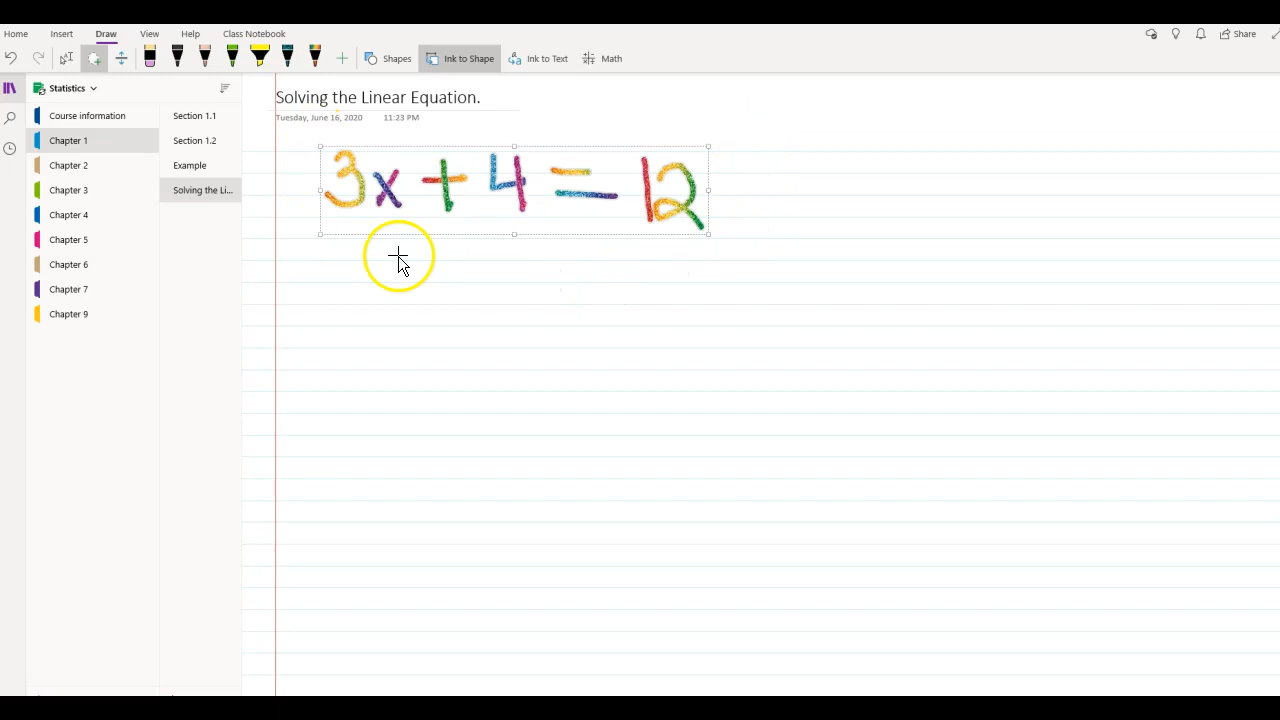 Home Insert Draw View Help Class Notebook Share
Shapes Ink to Shape Ink to Text Math
Statistics
Course information
Chapter 1
Chapter 2
Chapter 3
Chapter 4
Chapter 5
Chapter 6
Chapter 7
Chapter 9
Section 1.1
Section 1.2
Example
Solving the Li...
Solving the Linear Equation.
Tuesday, June 16, 2020 11:23 PM
3x + 4 = 12